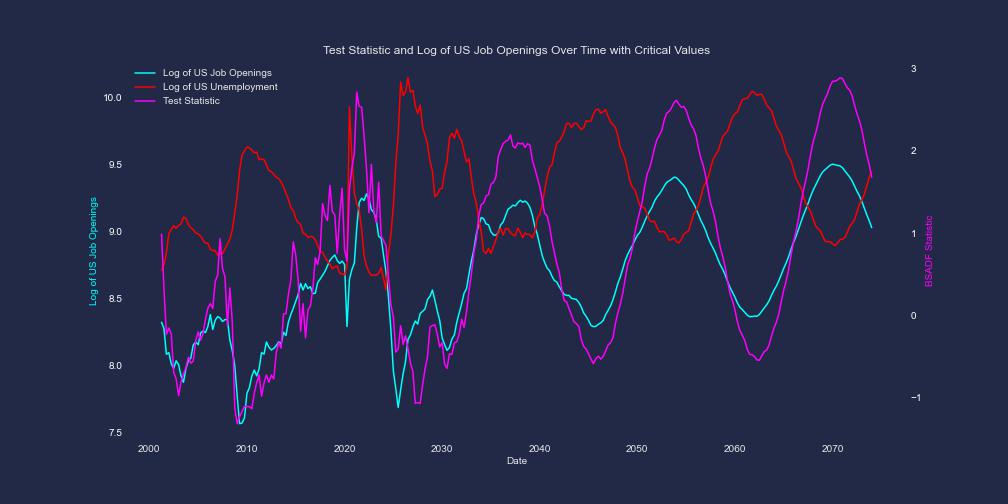 Test Statistic and Log of US Job Openings Over Time with Critical Values
Log of US Job Openings
Log of US Unemployment
Test Statistic
10.0
9.5
9.0
8.5
8.0
7.5
Log of US Job Openings
3
2
1
0
−1
BSADF Statistic
2000 2010 2020 2030 2040 2050 2060 2070
Date